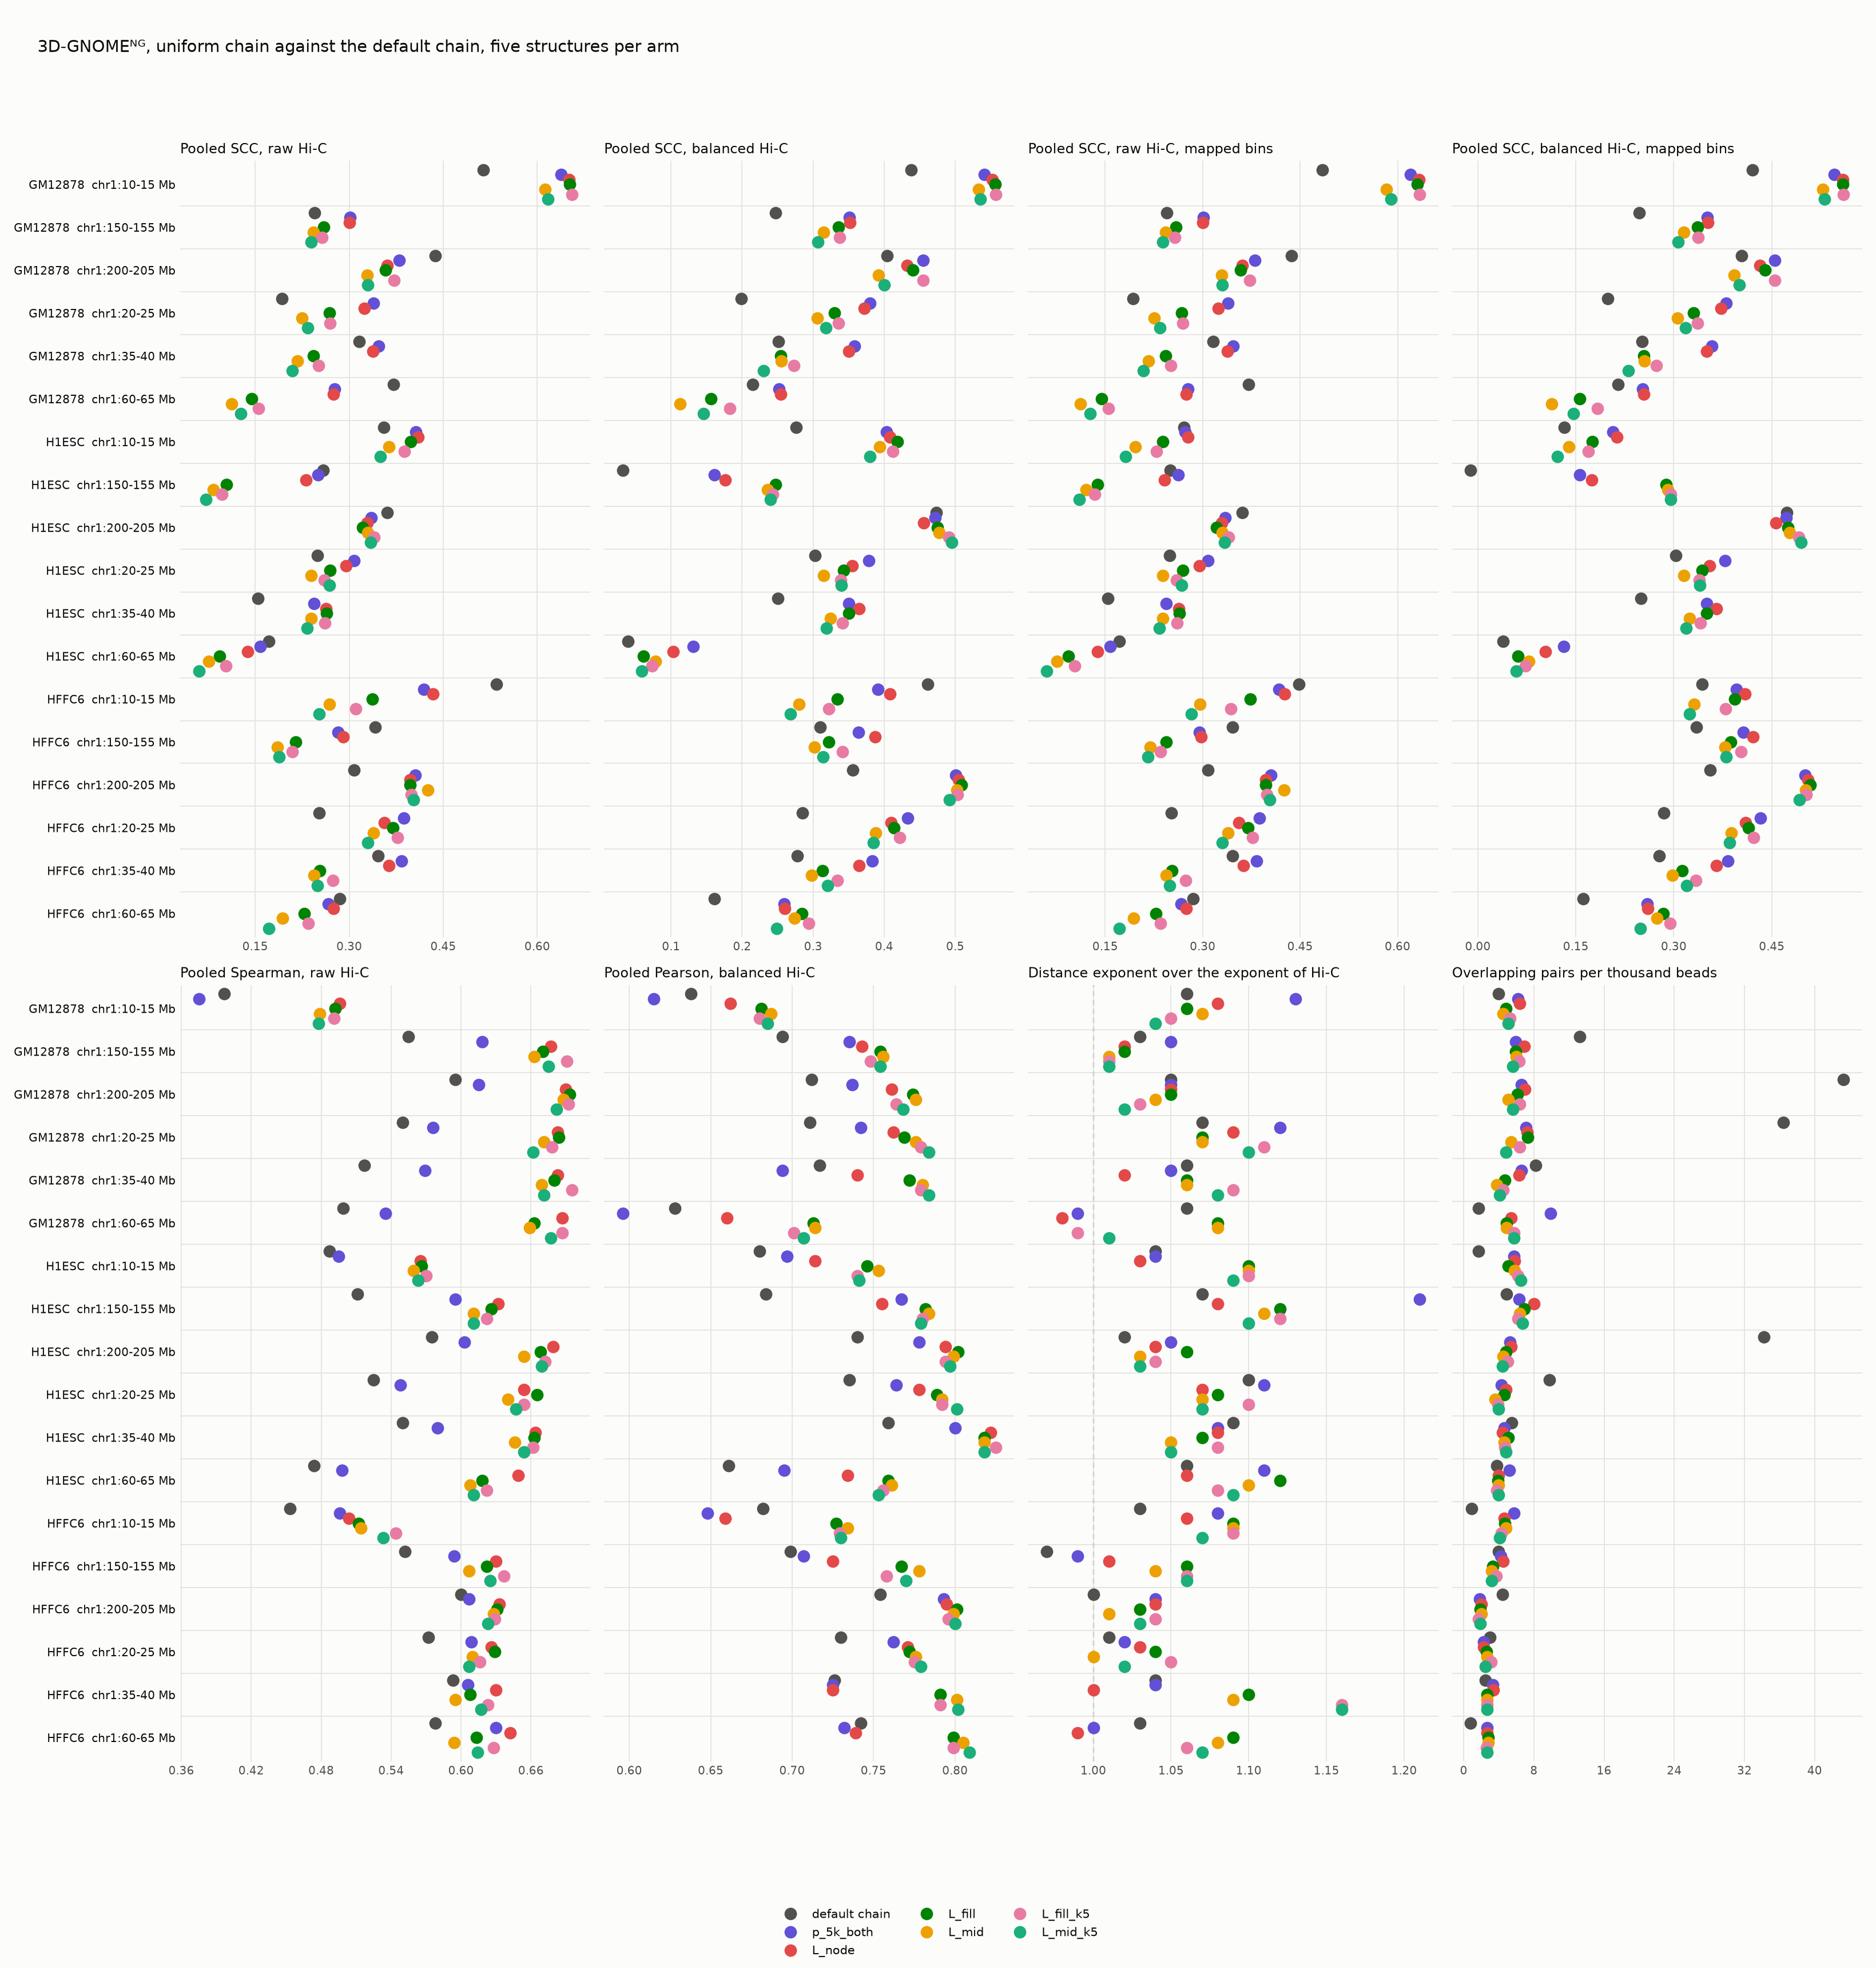 3D-GNOMEᴺᴳ, uniform chain against the default chain, five structures per arm
Pooled SCC, raw Hi-C
Pooled SCC, balanced Hi-C
Pooled SCC, raw Hi-C, mapped bins
Pooled SCC, balanced Hi-C, mapped bins
GM12878 chr1:10-15 Mb
GM12878 chr1:150-155 Mb
GM12878 chr1:200-205 Mb
GM12878 chr1:20-25 Mb
GM12878 chr1:35-40 Mb
GM12878 chr1:60-65 Mb
H1ESC chr1:10-15 Mb
H1ESC chr1:150-155 Mb
H1ESC chr1:200-205 Mb
H1ESC chr1:20-25 Mb
H1ESC chr1:35-40 Mb
H1ESC chr1:60-65 Mb
HFFC6 chr1:10-15 Mb
HFFC6 chr1:150-155 Mb
HFFC6 chr1:200-205 Mb
HFFC6 chr1:20-25 Mb
HFFC6 chr1:35-40 Mb
HFFC6 chr1:60-65 Mb
0.15 0.30 0.45 0.60
0.1 0.2 0.3 0.4 0.5
0.15 0.30 0.45 0.60
0.00 0.15 0.30 0.45
Pooled Spearman, raw Hi-C
Pooled Pearson, balanced Hi-C
Distance exponent over the exponent of Hi-C
Overlapping pairs per thousand beads
GM12878 chr1:10-15 Mb
GM12878 chr1:150-155 Mb
GM12878 chr1:200-205 Mb
GM12878 chr1:20-25 Mb
GM12878 chr1:35-40 Mb
GM12878 chr1:60-65 Mb
H1ESC chr1:10-15 Mb
H1ESC chr1:150-155 Mb
H1ESC chr1:200-205 Mb
H1ESC chr1:20-25 Mb
H1ESC chr1:35-40 Mb
H1ESC chr1:60-65 Mb
HFFC6 chr1:10-15 Mb
HFFC6 chr1:150-155 Mb
HFFC6 chr1:200-205 Mb
HFFC6 chr1:20-25 Mb
HFFC6 chr1:35-40 Mb
HFFC6 chr1:60-65 Mb
0.36 0.42 0.48 0.54 0.60 0.66
0.60 0.65 0.70 0.75 0.80
1.00 1.05 1.10 1.15 1.20
0 8 16 24 32 40
default chain
p_5k_both
L_node
L_fill
L_mid
L_fill_k5
L_mid_k5